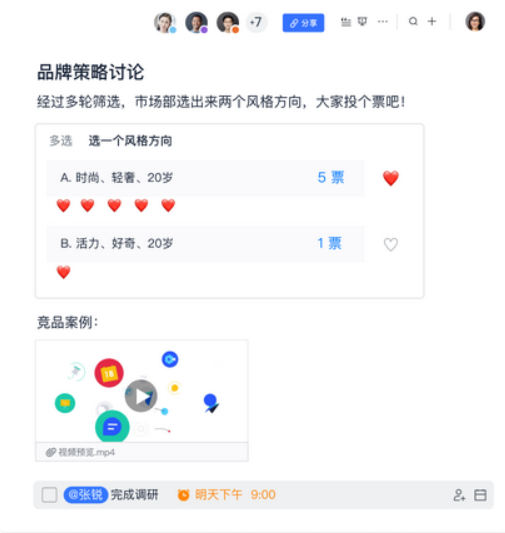 +7 分享
品牌策略讨论
经过多轮筛选，市场部选出来两个风格方向，大家投个票吧！
多选 选一个风格方向
A. 时尚、轻奢、20岁 5 票
B. 活力、好奇、20岁 1 票
竞品案例：
18
视频预览.mp4
@张锐 完成调研 明天下午 9:00